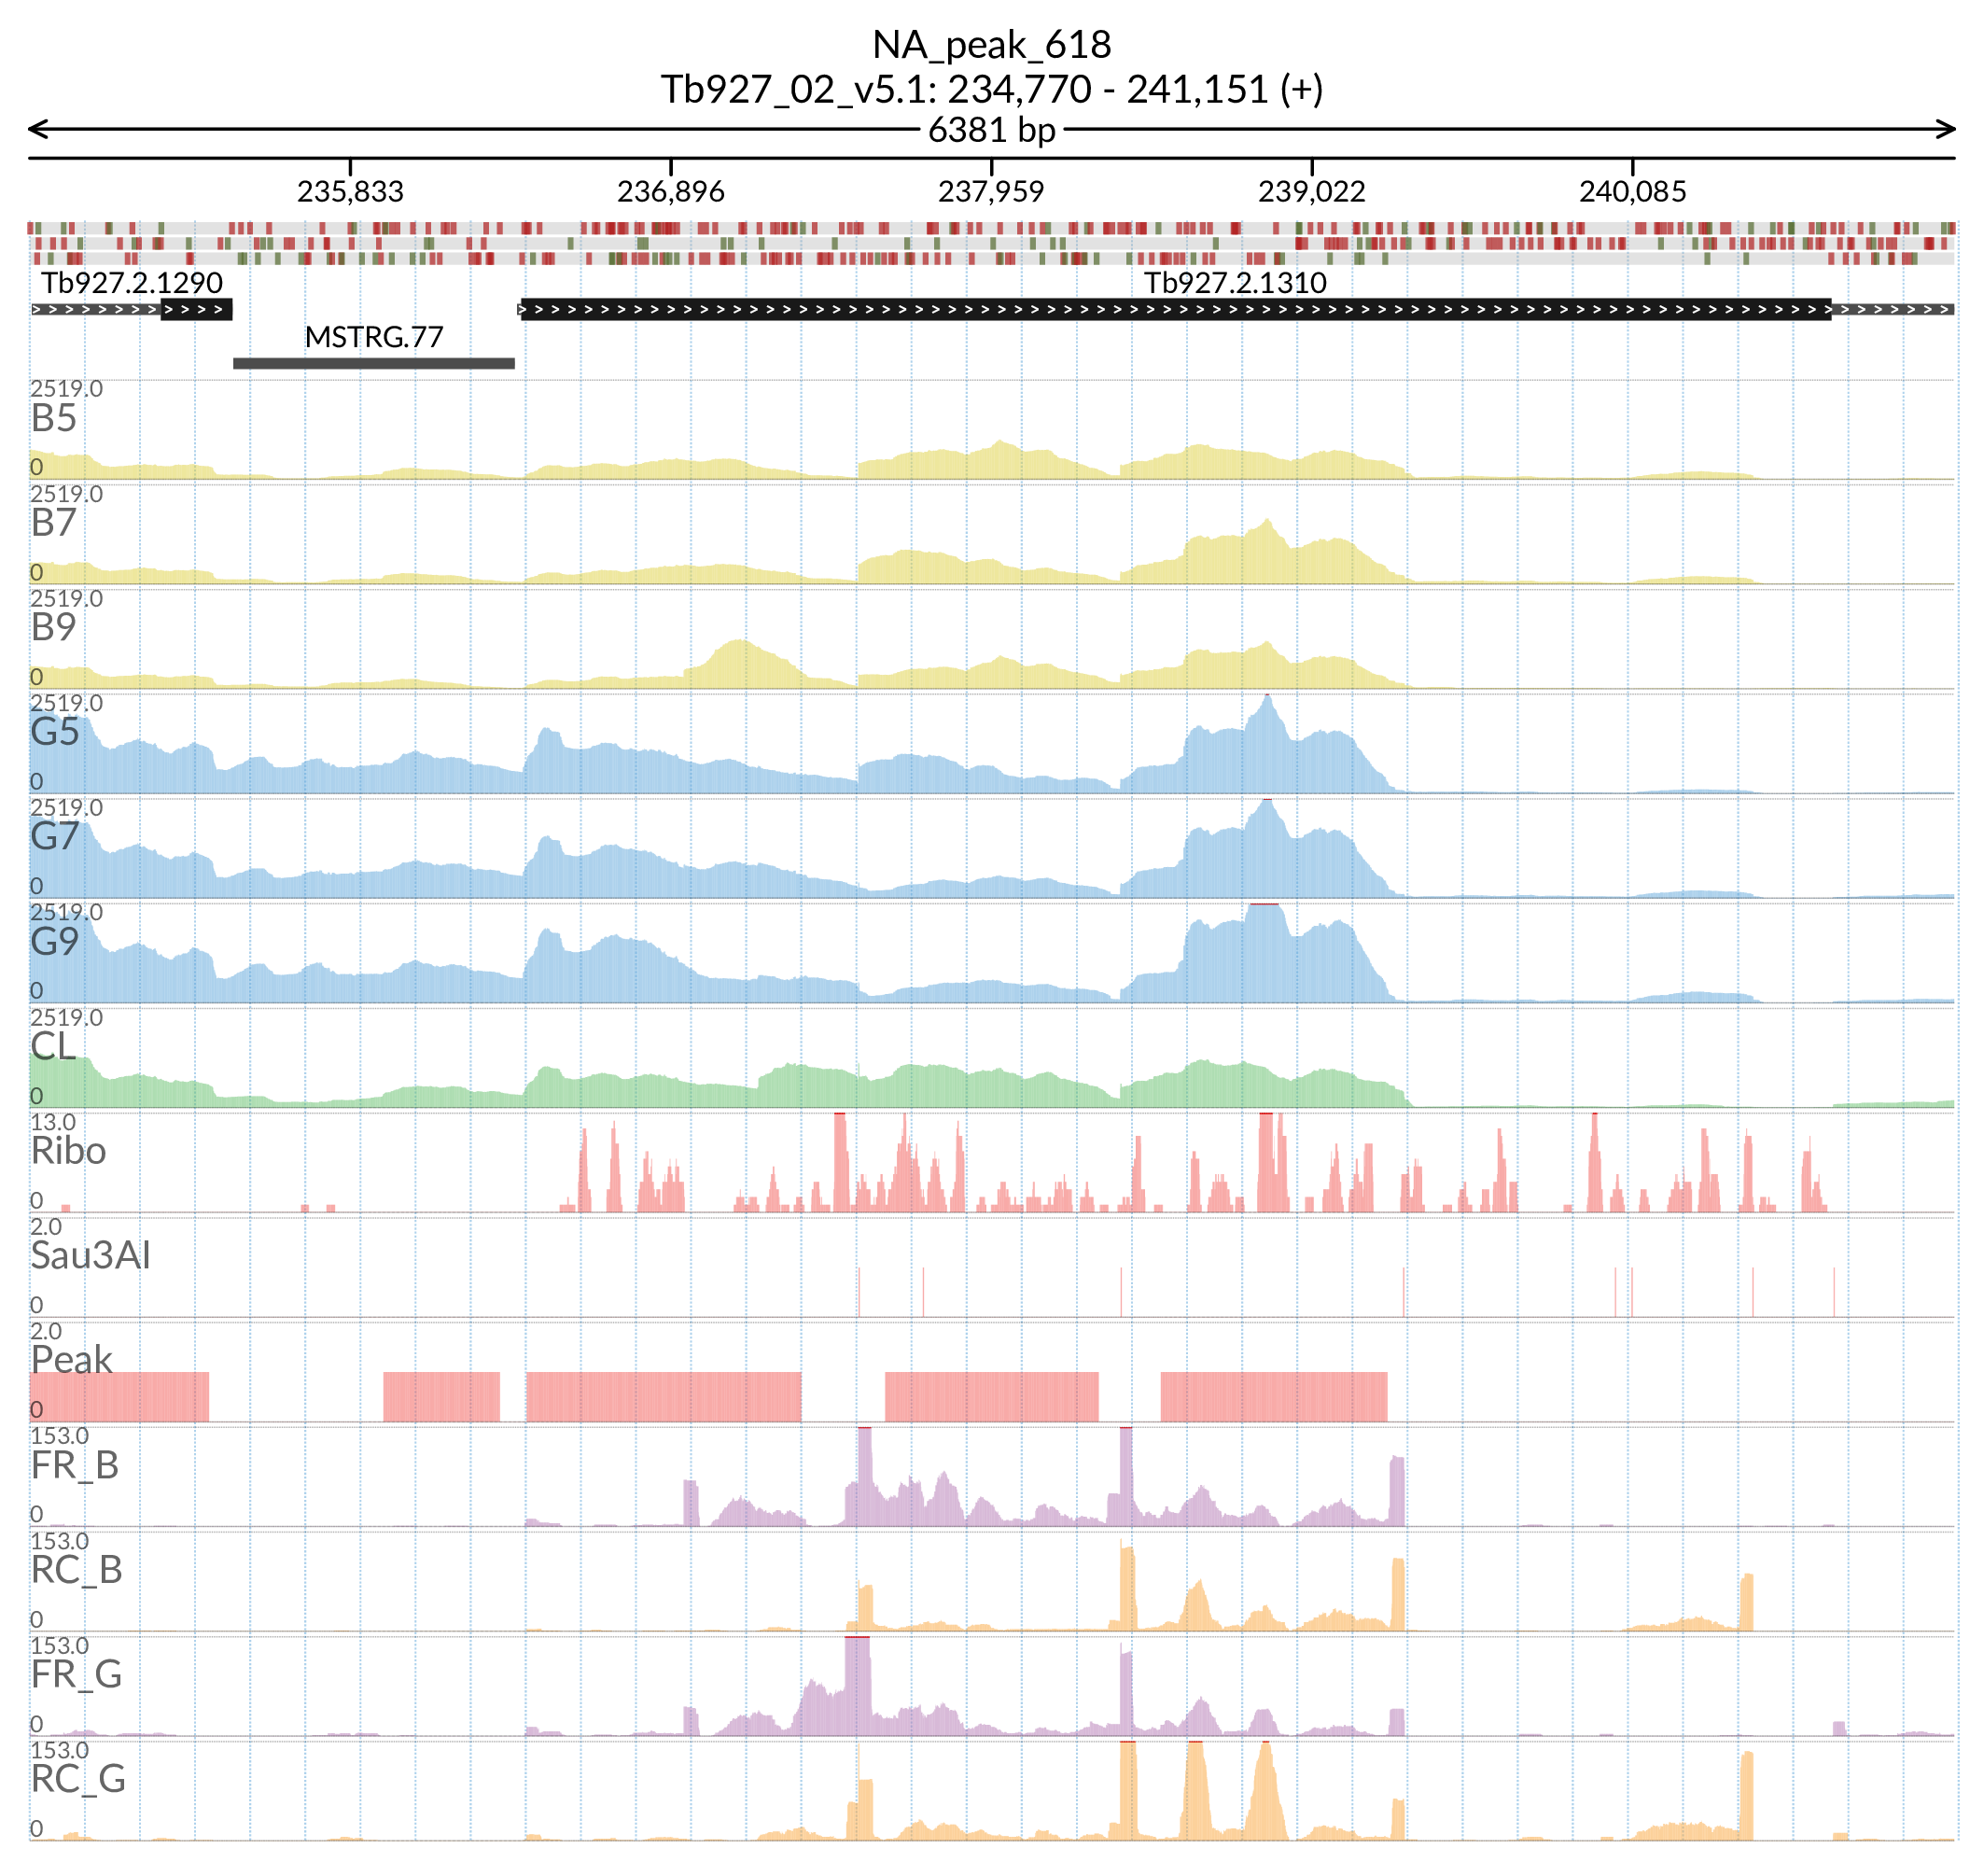 NA_peak_618
Tb927_02_v5.1: 234,770 - 241,151 (+)
6381 bp
235,833 236,896 237,959 239,022 240,085
Tb927.2.1290 Tb927.2.1310
MSTRG.77
2519.0
B5
0
2519.0
B7
0
2519.0
B9
0
2519.0
G5
0
2519.0
G7
0
2519.0
G9
0
2519.0
CL
0
13.0
Ribo
0
2.0
Sau3AI
0
2.0
Peak
0
153.0
FR_B
0
153.0
RC_B
0
153.0
FR_G
0
153.0
RC_G
0